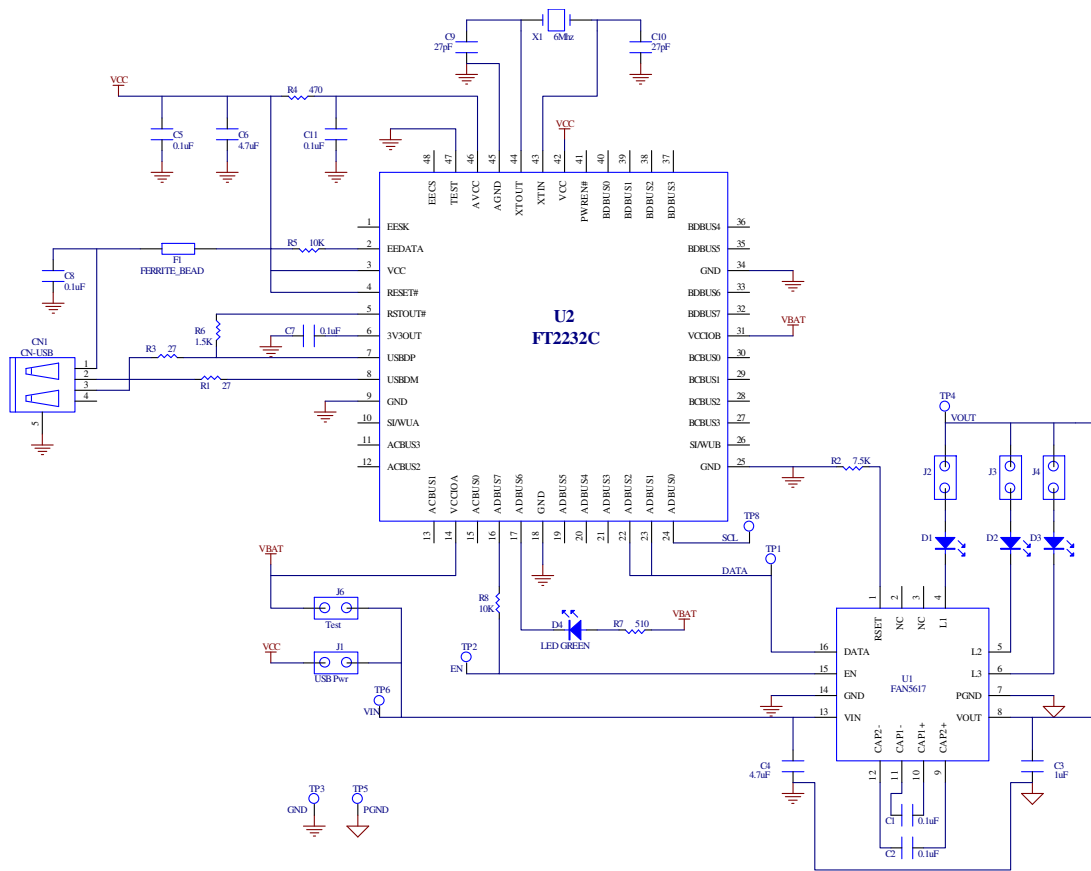 C9
27pF
X1 6Mhz
C10
27pF
VCC
R4 470
C5
0.1uF
C6
4.7uF
C11
0.1uF
VCC
48 47 46 45 44 43 42 41 40 39 38 37
EECS TEST AVCC AGND XTOUT XTIN VCC PWREN# BDBUS0 BDBUS1 BDBUS2 BDBUS3
1 EESK
2 EEDATA
3 VCC
4 RESET#
5 RSTOUT#
6 3V3OUT
7 USBDP
8 USBDM
9 GND
10 SI/WUA
11 ACBUS3
12 ACBUS2
BDBUS4 36
BDBUS5 35
GND 34
BDBUS6 33
BDBUS7 32
VCCIOB 31
BCBUS0 30
BCBUS1 29
BCBUS2 28
BCBUS3 27
SI/WUB 26
GND 25
U2
FT2232C
ACBUS1 VCCIOA ACBUS0 ADBUS7 ADBUS6 GND ADBUS5 ADBUS4 ADBUS3 ADBUS2 ADBUS1 ADBUS0
13 14 15 16 17 18 19 20 21 22 23 24
R5 10K
F1
FERRITE_BEAD
C8
0.1uF
R6
1.5K
C7 0.1uF
CN1
CN-USB
1
2
3
4
5
R3 27
R1 27
VBAT
TP4
VOUT
R2 7.5K
J2
J3
J4
D1
D2
D3
TP8
SCL
TP1
DATA
VBAT
J6
Test
VCC
J1
USB Pwr
R8
10K
D4
LED GREEN
R7 510
VBAT
TP2
EN
TP6
VIN
1 2 3 4
RSET NC NC L1
16 DATA
15 EN
14 GND
13 VIN
L2 5
L3 6
PGND 7
VOUT 8
U1
FAN5617
CAP2- CAP1- CAP1+ CAP2+
12 11 10 9
C4
4.7uF
C3
1uF
C1 0.1uF
C2 0.1uF
TP3
GND
TP5
PGND